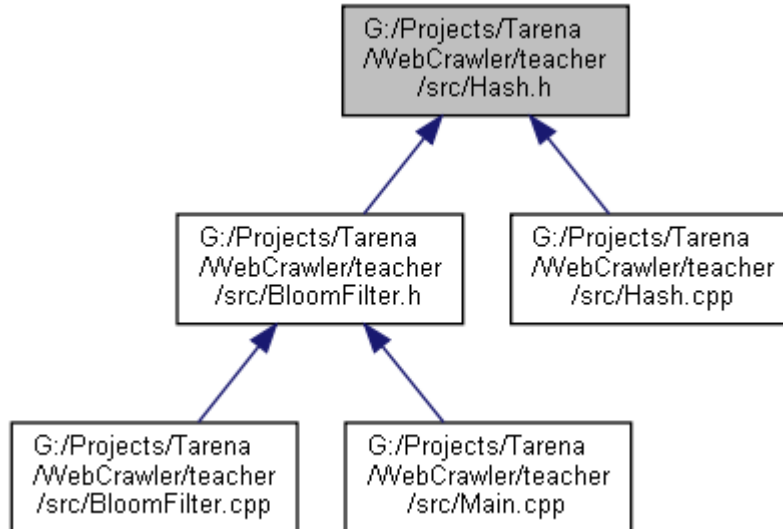 G:/Projects/Tarena
/WebCrawler/teacher
/src/Hash.h
G:/Projects/Tarena
/WebCrawler/teacher
/src/BloomFilter.h
G:/Projects/Tarena
/WebCrawler/teacher
/src/Hash.cpp
G:/Projects/Tarena
/WebCrawler/teacher
/src/BloomFilter.cpp
G:/Projects/Tarena
/WebCrawler/teacher
/src/Main.cpp